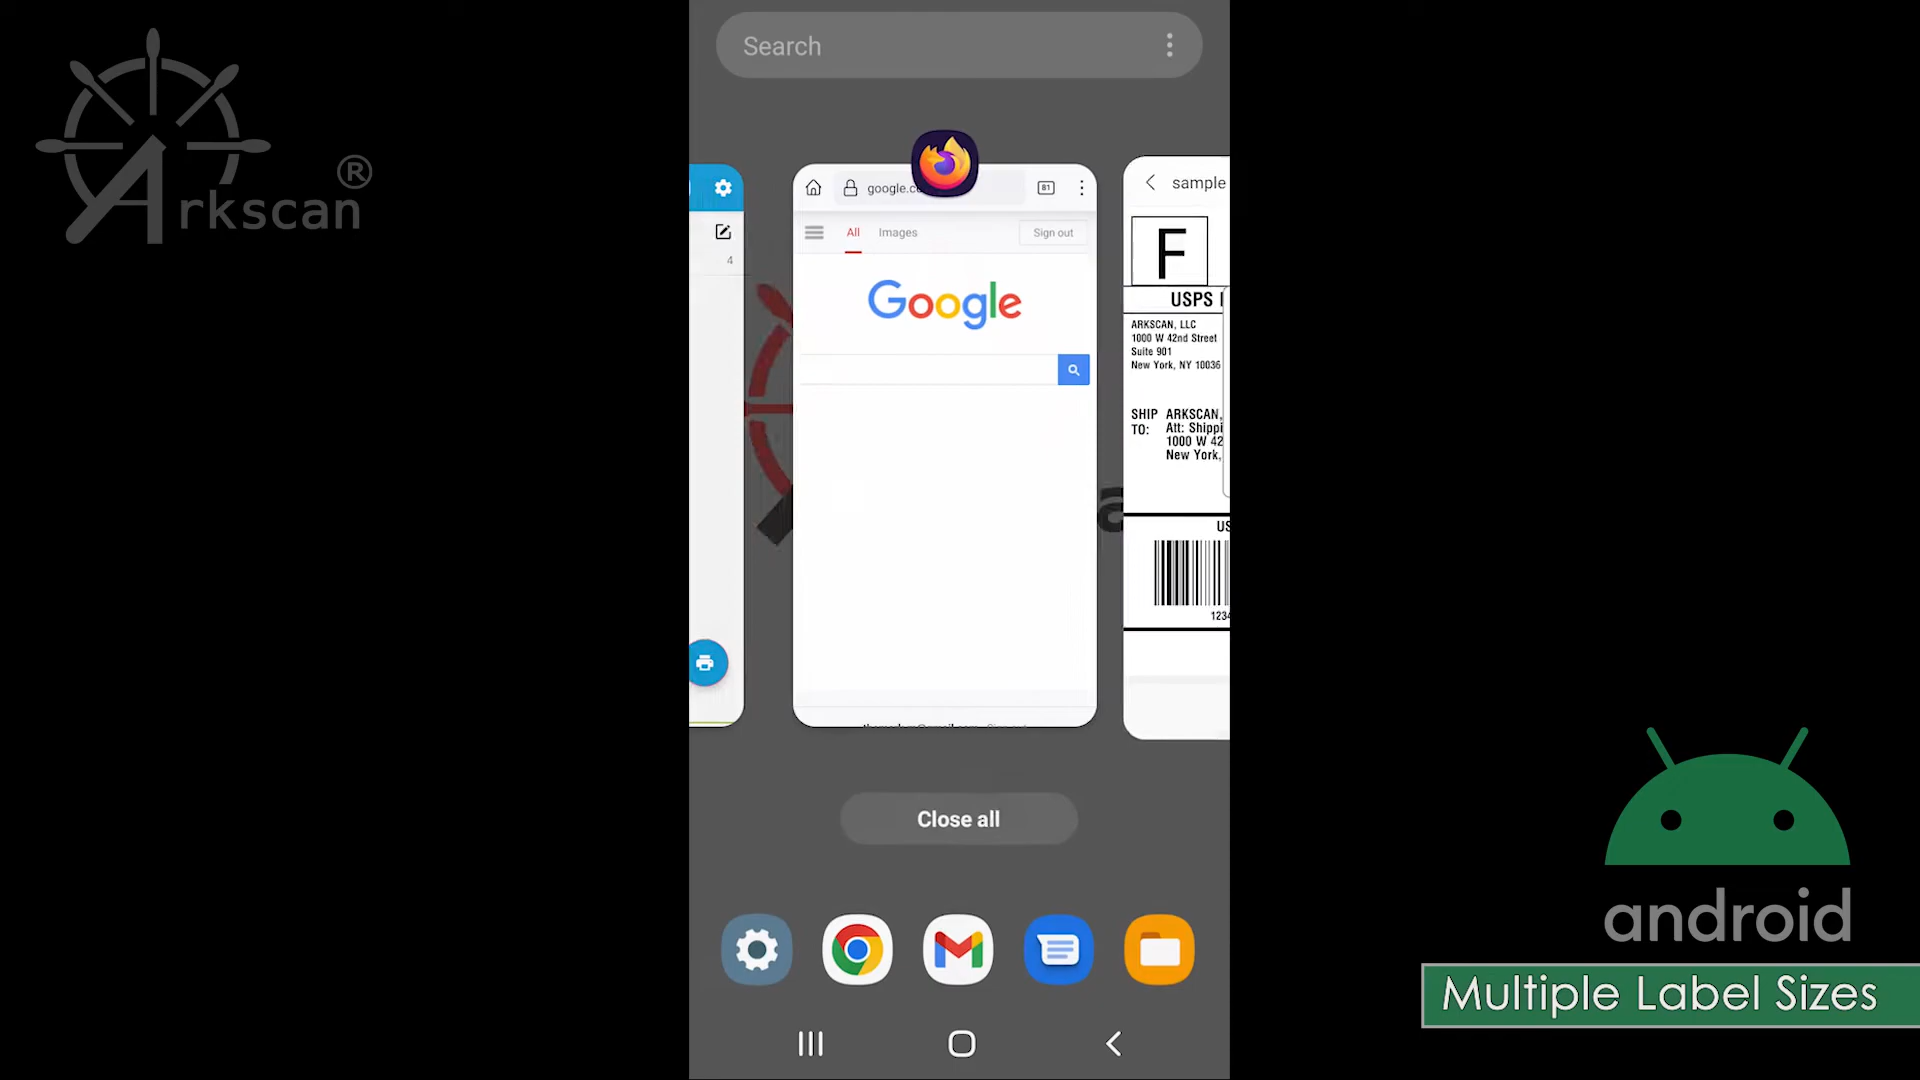 Arkscan®
Search
google.c
81
sample
All
Images
Sign out
4
Google
F
USPS
ARKSCAN, LLC
1000 W 42nd Street
Suite 901
New York, NY 10036
SHIP TO:
ARKSCAN,
Att: Shippi
1000 W 42
New York,
US
1234
Close all
android
Multiple Label Sizes